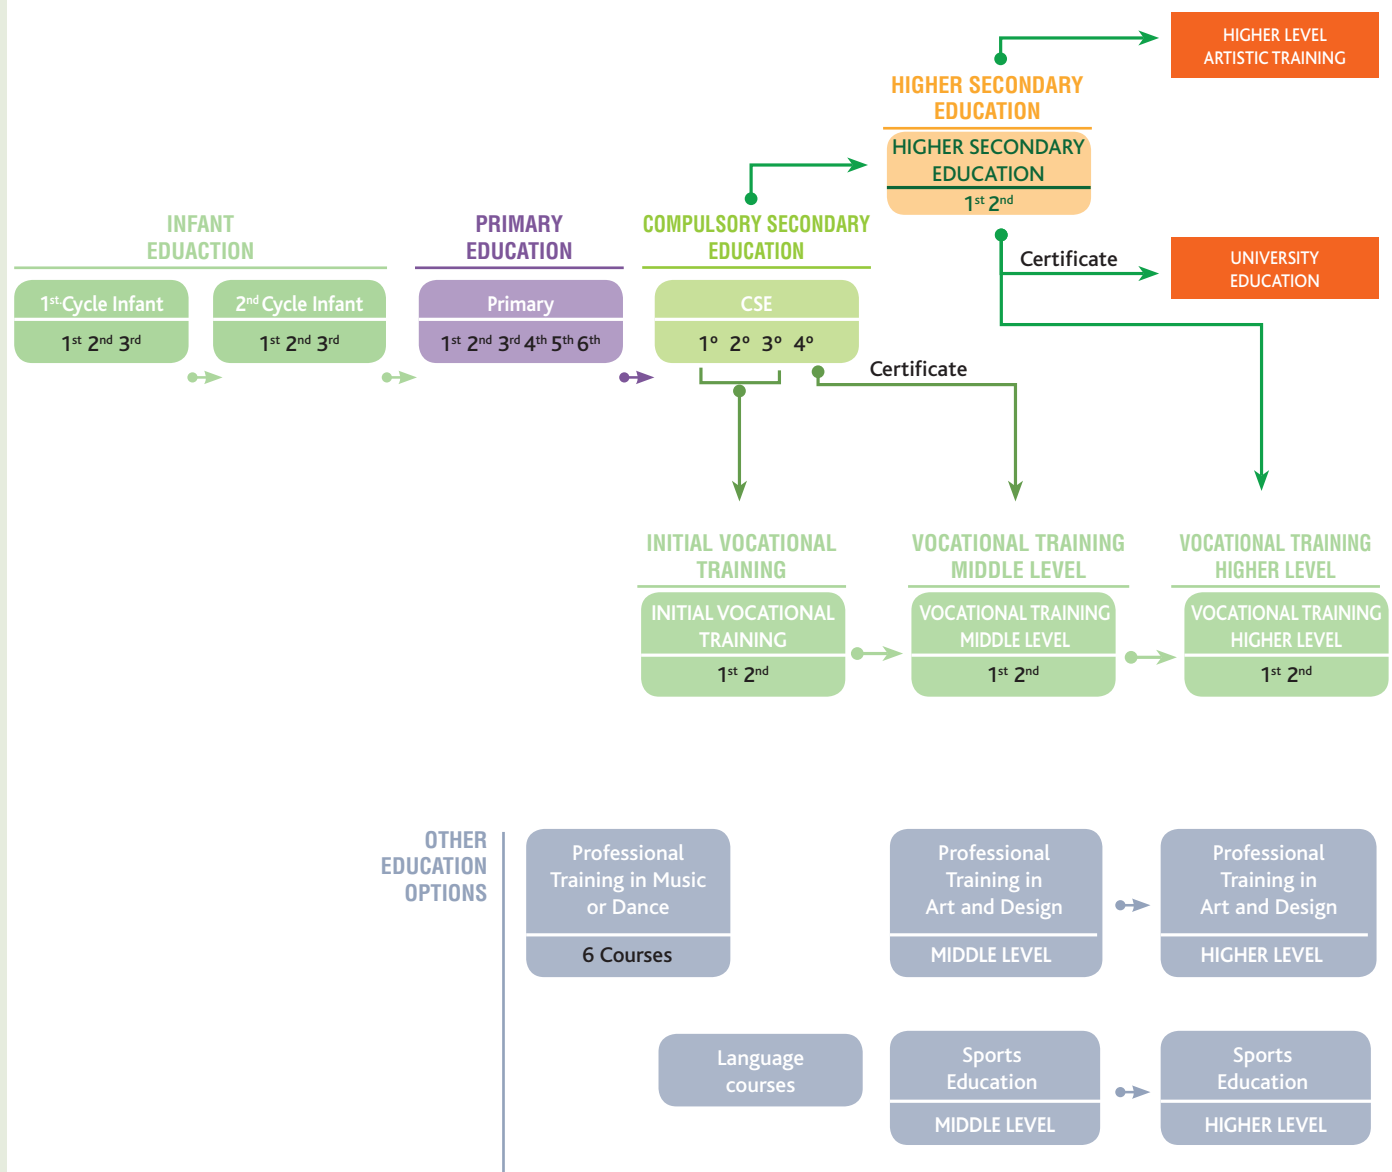 HIGHER LEVEL
ARTISTIC TRAINING
HIGHER SECONDARY
EDUCATION
HIGHER SECONDARY
EDUCATION
1st 2nd
INFANT
EDUACTION
PRIMARY
EDUCATION
COMPULSORY SECONDARY
EDUCATION
Certificate
UNIVERSITY
EDUCATION
1st Cycle Infant
1st 2nd 3rd
2nd Cycle Infant
1st 2nd 3rd
Primary
1st 2nd 3rd 4th 5th 6th
CSE
1º 2º 3º 4º
Certificate
INITIAL VOCATIONAL
TRAINING
INITIAL VOCATIONAL
TRAINING
1st 2nd
VOCATIONAL TRAINING
MIDDLE LEVEL
VOCATIONAL TRAINING
MIDDLE LEVEL
1st 2nd
VOCATIONAL TRAINING
HIGHER LEVEL
VOCATIONAL TRAINING
HIGHER LEVEL
1st 2nd
OTHER
EDUCATION
OPTIONS
Professional
Training in Music
or Dance
6 Courses
Professional
Training in
Art and Design
MIDDLE LEVEL
Professional
Training in
Art and Design
HIGHER LEVEL
Language
courses
Sports
Education
MIDDLE LEVEL
Sports
Education
HIGHER LEVEL